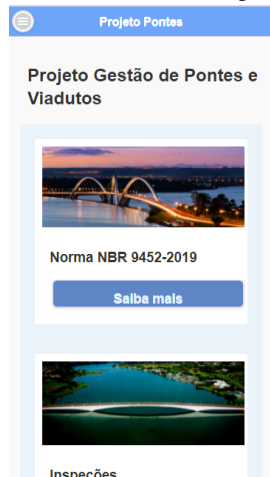 Projeto Pontes
Projeto Gestão de Pontes e
Viadutos
Norma NBR 9452-2019
Saiba mais
Inspeções